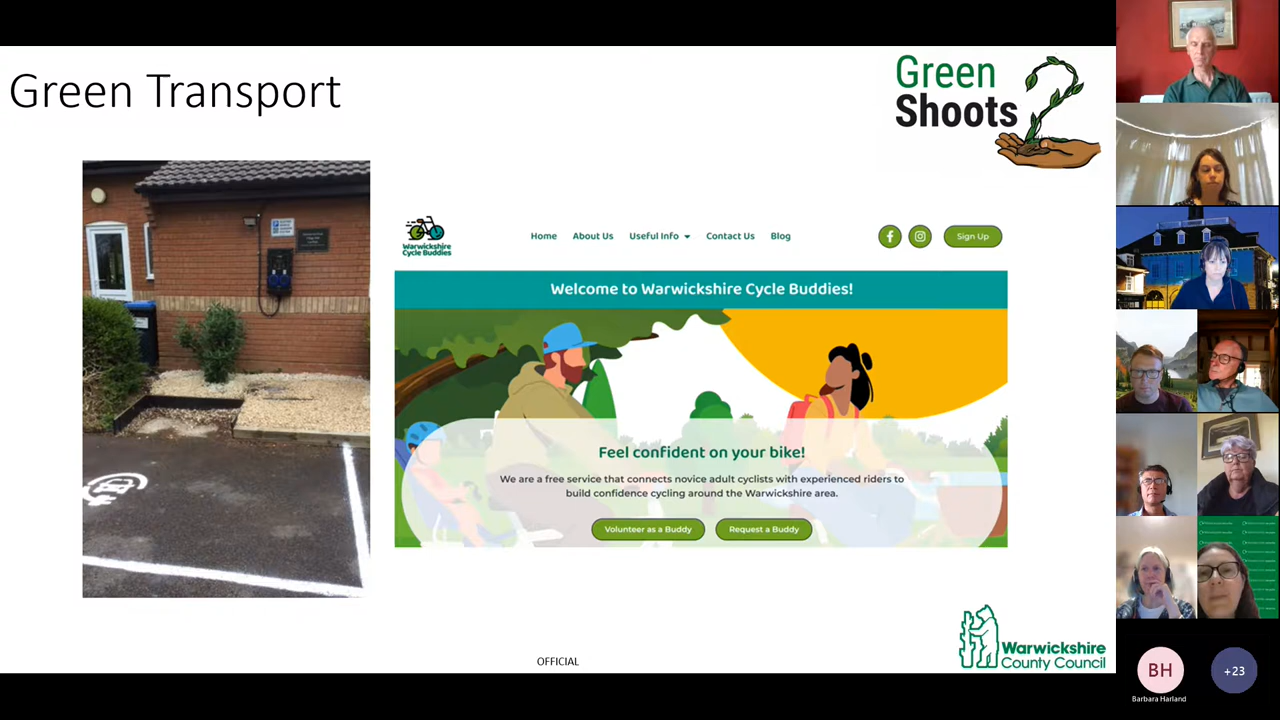 Green Transport
Green
Shoots
Warwickshire
Cycle Buddies
Home
About Us
Useful Info
Contact Us
Blog
Sign Up
Welcome to Warwickshire Cycle Buddies!
Feel confident on your bike!
We are a free service that connects novice adult cyclists with experienced riders to
build confidence cycling around the Warwickshire area.
Volunteer as a Buddy
Request a Buddy
Warwickshire
County Council
OFFICIAL
BH
+23
Barbara Harland